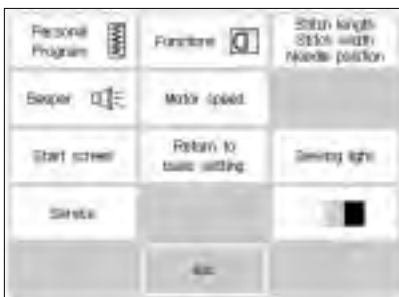 Personal
Program
Functions
Stitch length
Stitch width
Needle position
Beeper
Motor speed
Start screen
Return to
basic setting
Sewing light
Service
esc